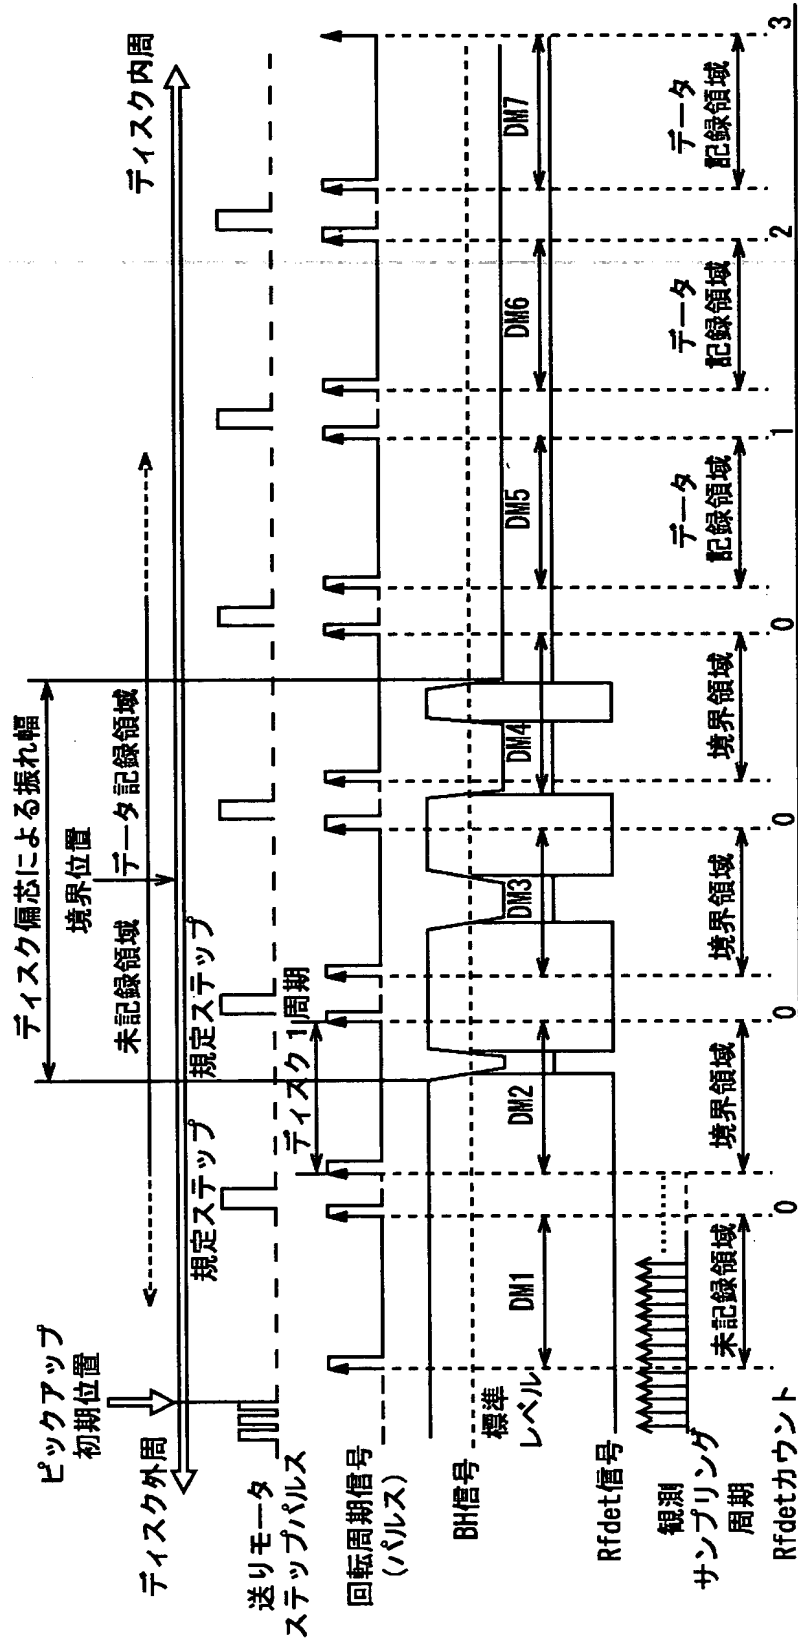 ピックアップ
初期位置
ディスク外周
ディスク内周
ディスク偏芯による振れ幅
境界位置
未記録領域
データ記録領域
規定ステップ
規定ステップ
送りモータ
ステップパルス
ディスク1周期
回転周期信号
(パルス)
BH信号
標準
レベル
DM1
DM2
DM3
DM4
DM5
DM6
DM7
Rfdet信号
観測
サンプリング
周期
未記録領域
境界領域
境界領域
境界領域
データ
記録領域
データ
記録領域
データ
記録領域
Rfdetカウント
0
0
0
0
1
2
3